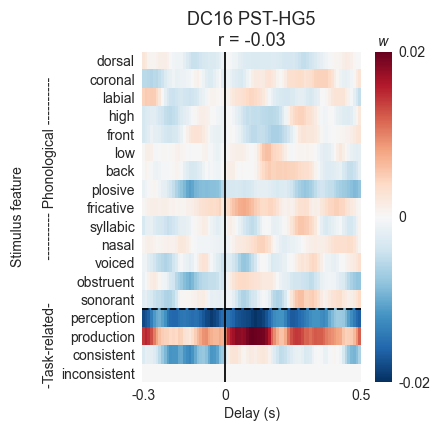 DC16 PST-HG5
r = -0.03
w
Stimulus feature
---------- Phonological ----------
-Task-related-
dorsal
coronal
labial
high
front
low
back
plosive
fricative
syllabic
nasal
voiced
obstruent
sonorant
perception
production
consistent
inconsistent
0.02
0
-0.02
-0.3 0 0.5
Delay (s)